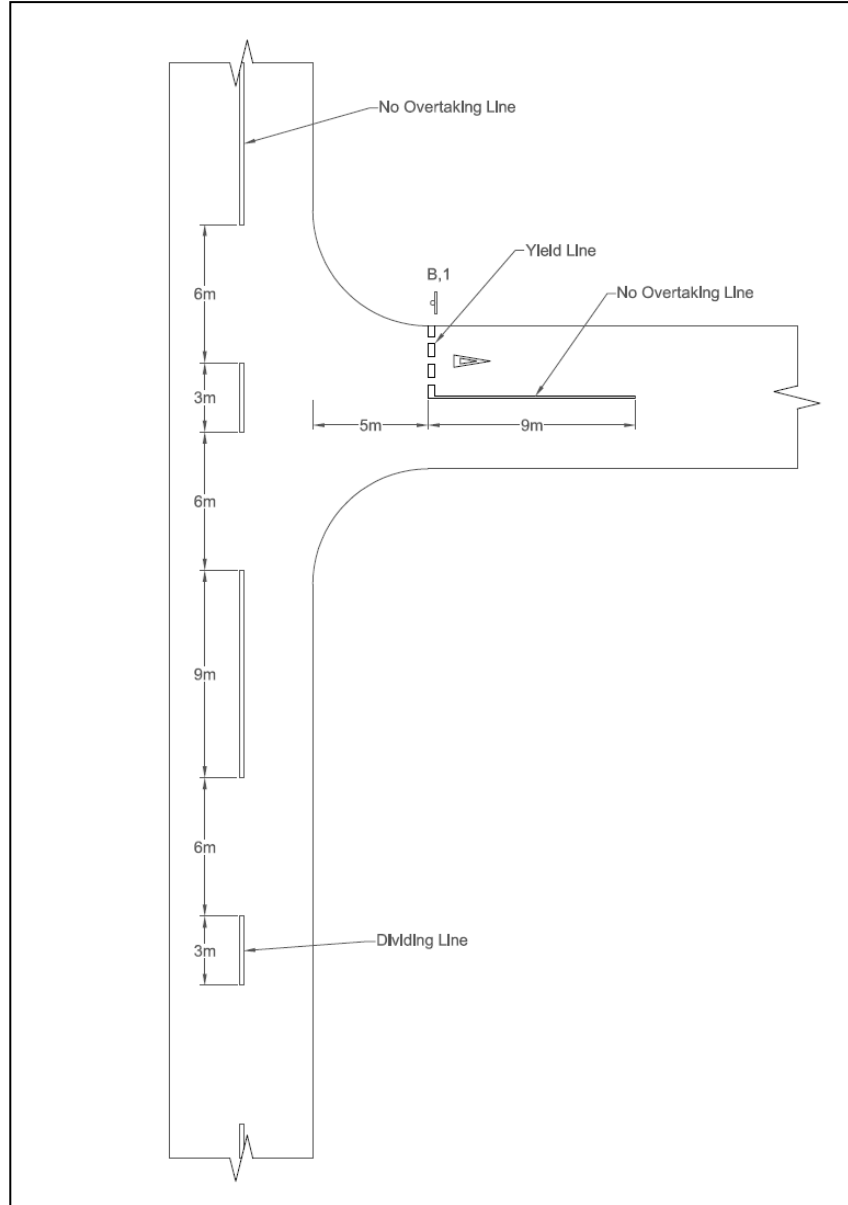 No Overtaking Line
Yield Line
B,1
No Overtaking Line
6m
3m
5m
9m
6m
9m
6m
3m
Dividing Line